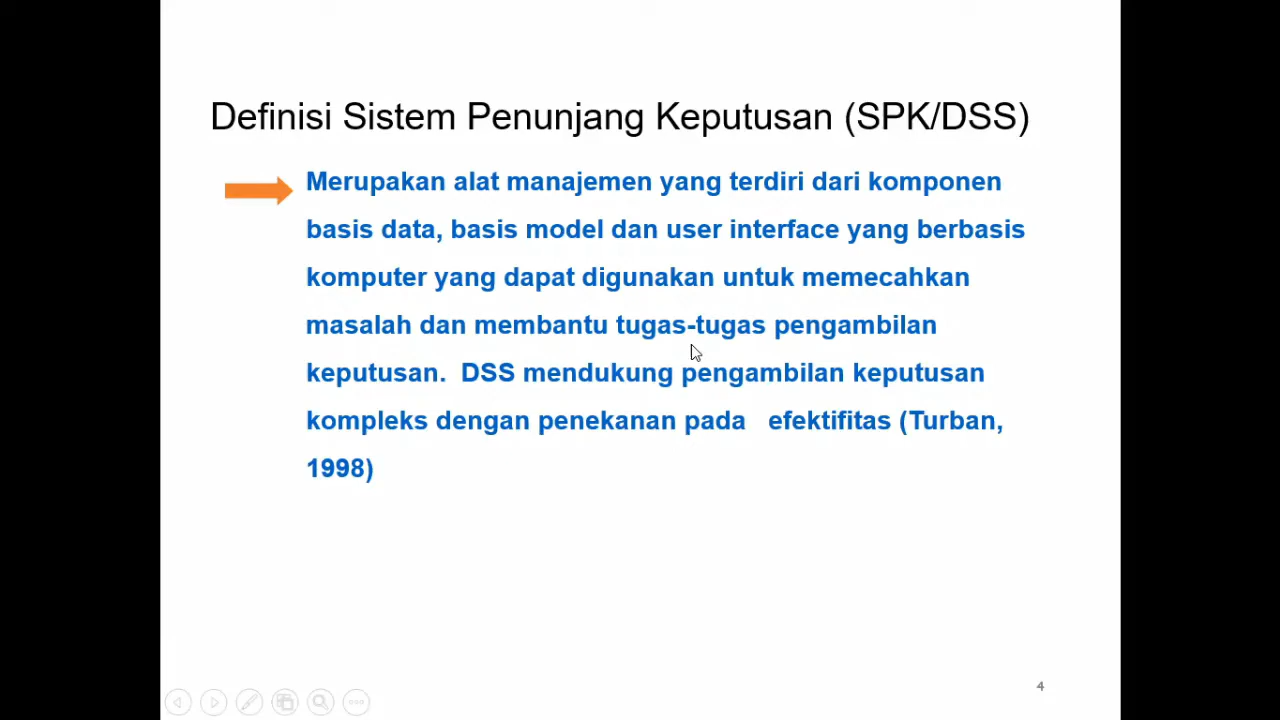 Definisi Sistem Penunjang Keputusan (SPK/DSS)
Merupakan alat manajemen yang terdiri dari komponen
basis data, basis model dan user interface yang berbasis
komputer yang dapat digunakan untuk memecahkan
masalah dan membantu tugas-tugas pengambilan
keputusan.  DSS mendukung pengambilan keputusan
kompleks dengan penekanan pada   efektifitas (Turban,
1998)
4